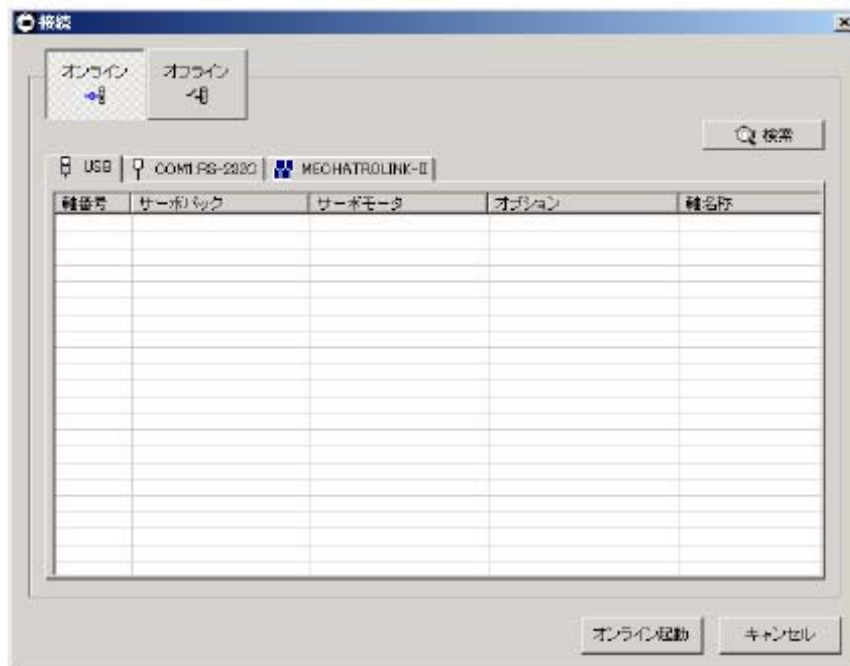 接続
オンライン オフライン
検索
USB COM1:RS-232C MECHATROLINK-II
軸番号 サーボパック サーボモータ オプション 軸名称
オンライン起動 キャンセル